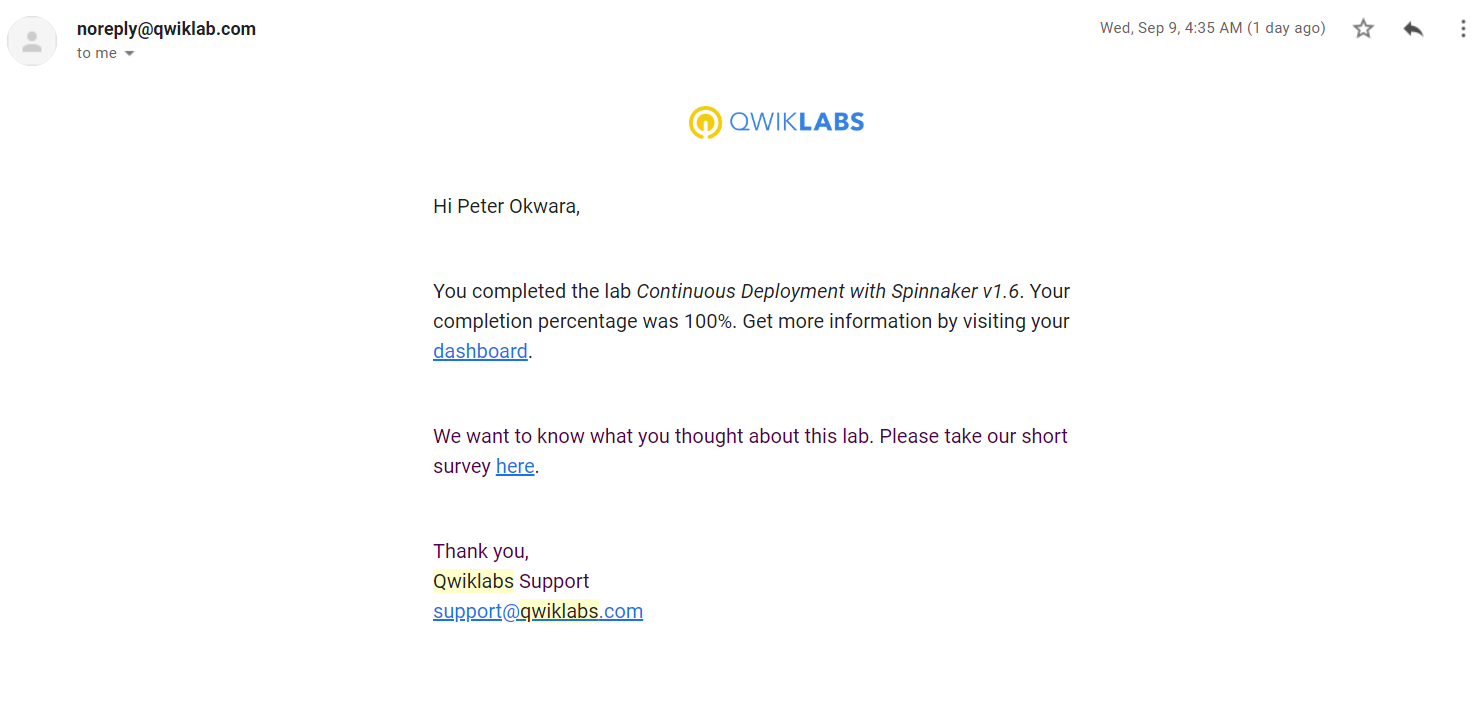 noreply@qwiklab.com
Wed, Sep 9, 4:35 AM (1 day ago)
to me
QWIKLABS
Hi Peter Okwara,
You completed the lab Continuous Deployment with Spinnaker v1.6. Your
completion percentage was 100%. Get more information by visiting your
dashboard.
We want to know what you thought about this lab. Please take our short
survey here.
Thank you,
Qwiklabs Support
support@qwiklabs.com